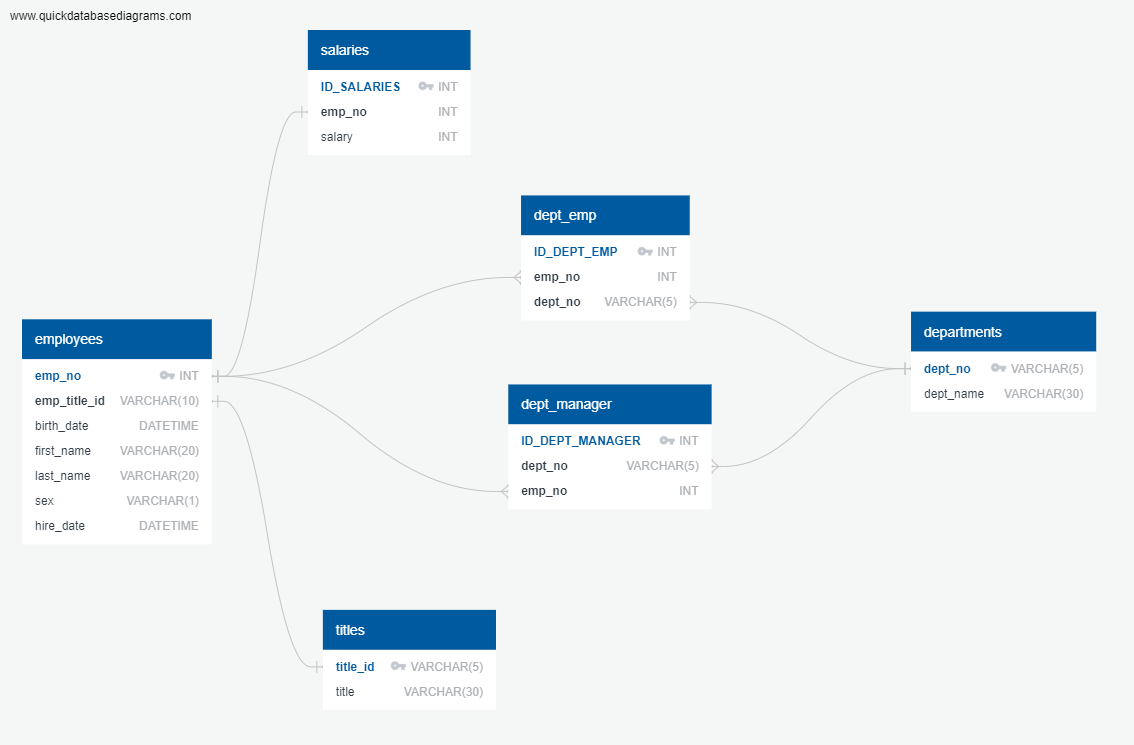 www.quickdatabasediagrams.com
salaries
ID_SALARIES INT
emp_no INT
salary INT
dept_emp
ID_DEPT_EMP INT
emp_no INT
dept_no VARCHAR(5)
employees
emp_no INT
emp_title_id VARCHAR(10)
birth_date DATETIME
first_name VARCHAR(20)
last_name VARCHAR(20)
sex VARCHAR(1)
hire_date DATETIME
dept_manager
ID_DEPT_MANAGER INT
dept_no VARCHAR(5)
emp_no INT
departments
dept_no VARCHAR(5)
dept_name VARCHAR(30)
titles
title_id VARCHAR(5)
title VARCHAR(30)